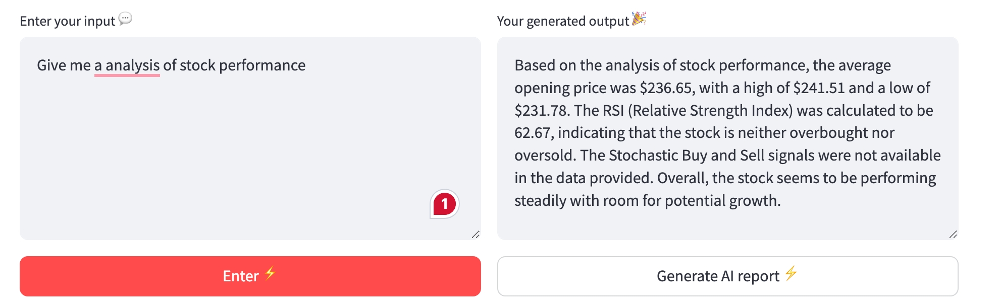 Enter your input 💬
Give me a analysis of stock performance
1
Enter ⚡
Your generated output 🎉
Based on the analysis of stock performance, the average
opening price was $236.65, with a high of $241.51 and a low of
$231.78. The RSI (Relative Strength Index) was calculated to be
62.67, indicating that the stock is neither overbought nor
oversold. The Stochastic Buy and Sell signals were not available
in the data provided. Overall, the stock seems to be performing
steadily with room for potential growth.
Generate AI report ⚡